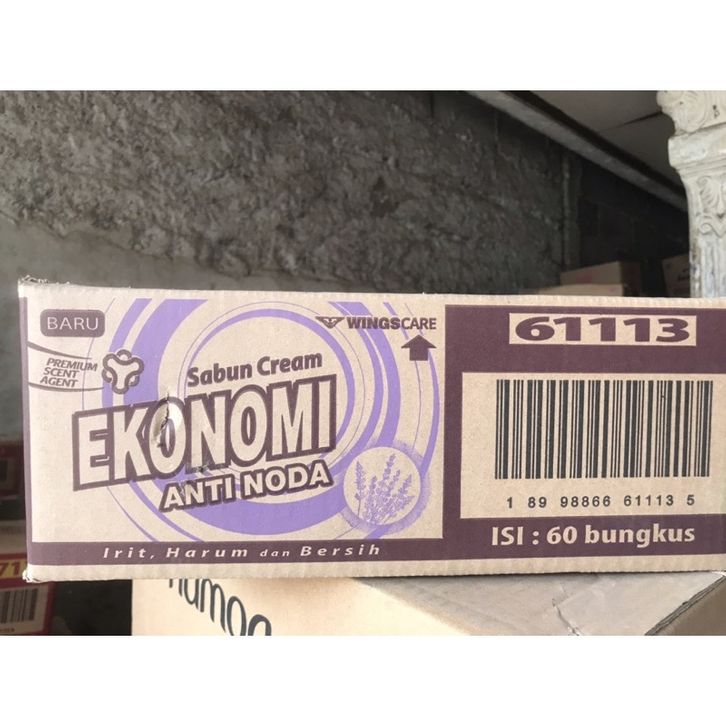 BARU
WINGSCARE
PREMIUM
SCENT
AGENT
Sabun Cream
EKONOMI
ANTI NODA
Irit, Harum dan Bersih
61113
1 89 98866 61113 5
ISI : 60 bungkus